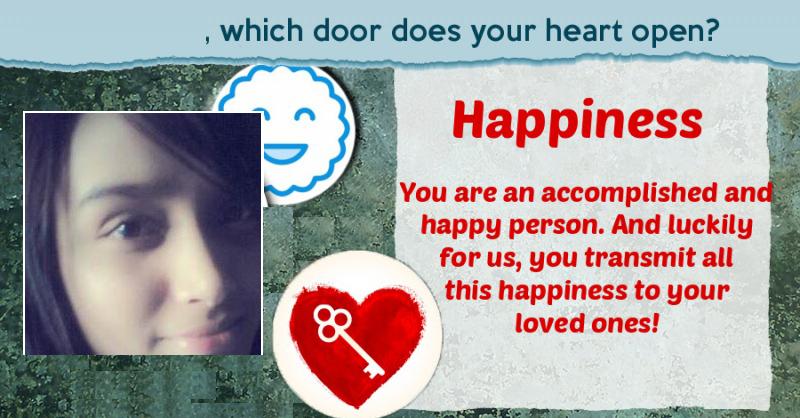 , which door does your heart open?
Happiness
You are an accomplished and
happy person. And luckily
for us, you transmit all
this happiness to your
loved ones!